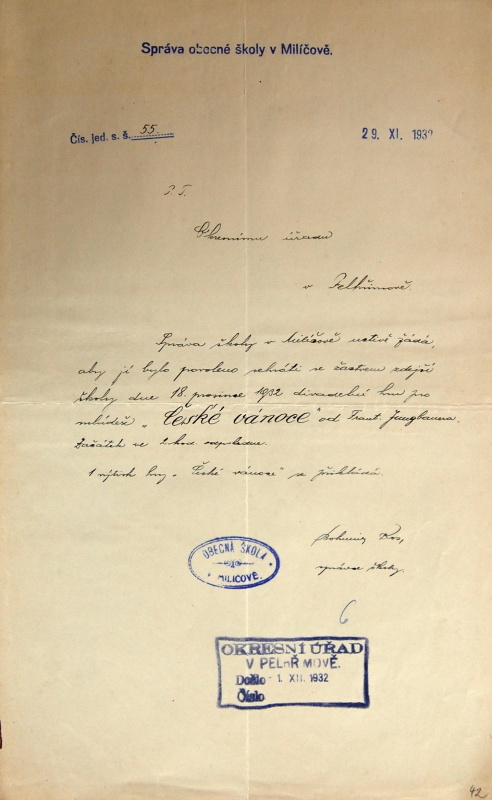 Správa obecné školy v Milíčově.
Čís. jed. s. š. 55
29. XI. 1932
P. T.
Okresnímu úřadu
v Pelhřimově.
Správa školy v Milíčově uctivě žádá,
aby jí bylo povoleno sehráti se žactvem zdejší
školy dne 18. prosince 1932 divadelní hru pro
mládež „České vánoce" od Frant. Jungbauera.
Začátek ve 2 hod. odpoledne.
1 výtisk hry „České vánoce" se přikládá.
Bohumír
správce školy.
OBECNÁ ŠKOLA
MILÍČOVĚ.
6
OKRESNÍ ÚŘAD
V PELHŘIMOVĚ.
Došlo - 1. XII. 1932
Číslo
42